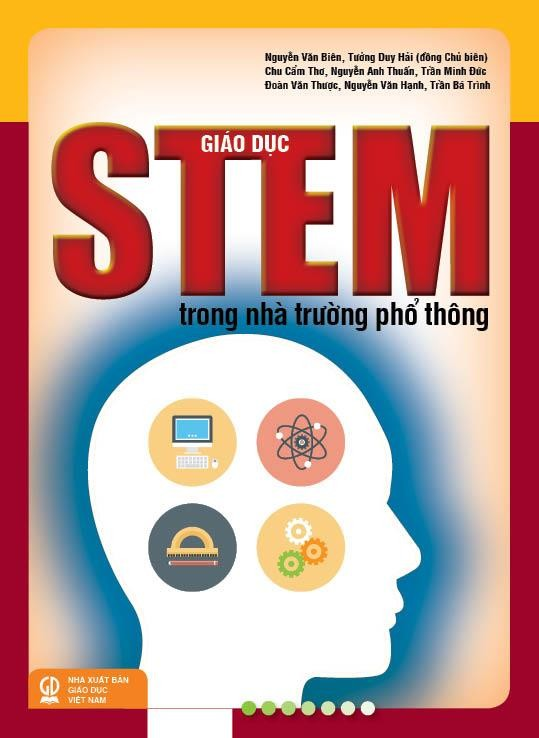 Nguyễn Văn Biên, Tưởng Duy Hải (đồng Chủ biên)
Chu Cẩm Thơ, Nguyễn Anh Thuấn, Trần Minh Đức
Đoàn Văn Thược, Nguyễn Văn Hạnh, Trần Bá Trình
GIÁO DỤC
STEM
trong nhà trường phổ thông
GD
NHÀ XUẤT BẢN
GIÁO DỤC
VIỆT NAM